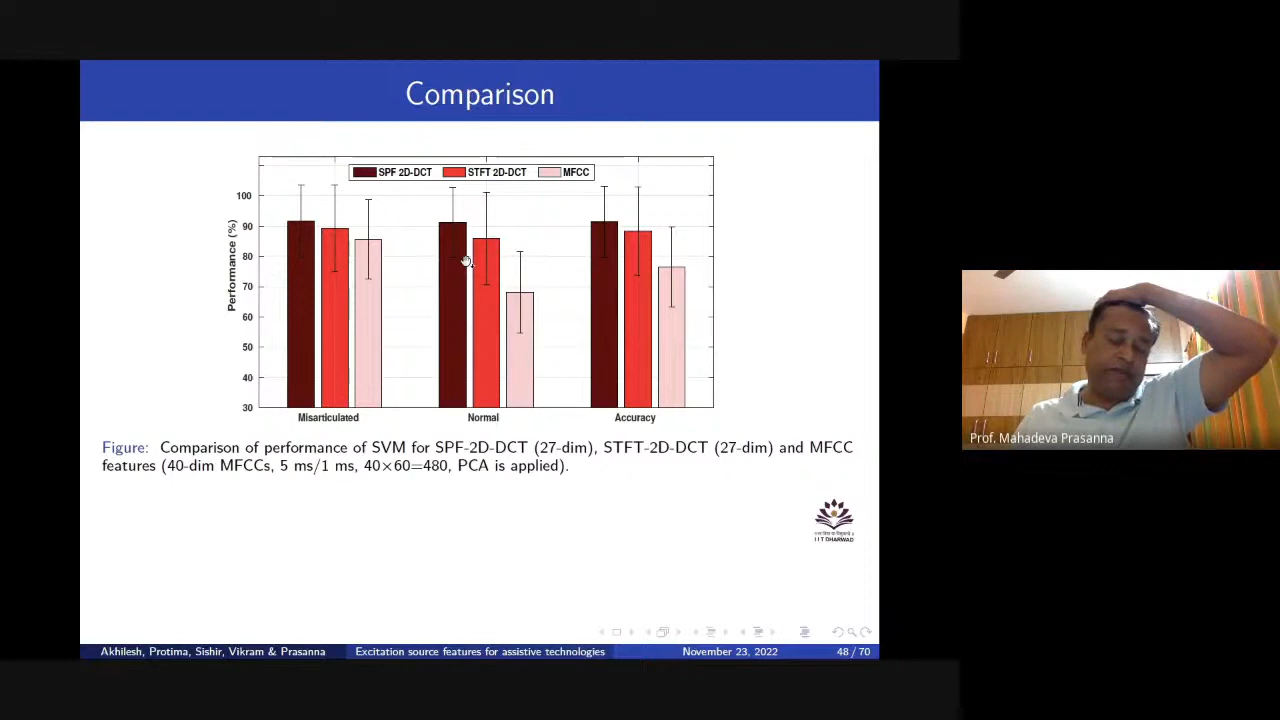 Comparison
SPF 2D-DCT STFT 2D-DCT MFCC
Performance (%)
100
90
80
70
60
50
40
30
Misarticulated Normal Accuracy
Figure: Comparison of performance of SVM for SPF-2D-DCT (27-dim), STFT-2D-DCT (27-dim) and MFCC
features (40-dim MFCCs, 5 ms/1 ms, 40×60=480, PCA is applied).
IIT DHARWAD
Prof. Mahadeva Prasanna
Akhilesh, Protima, Sishir, Vikram & Prasanna Excitation source features for assistive technologies November 23, 2022 48 / 70